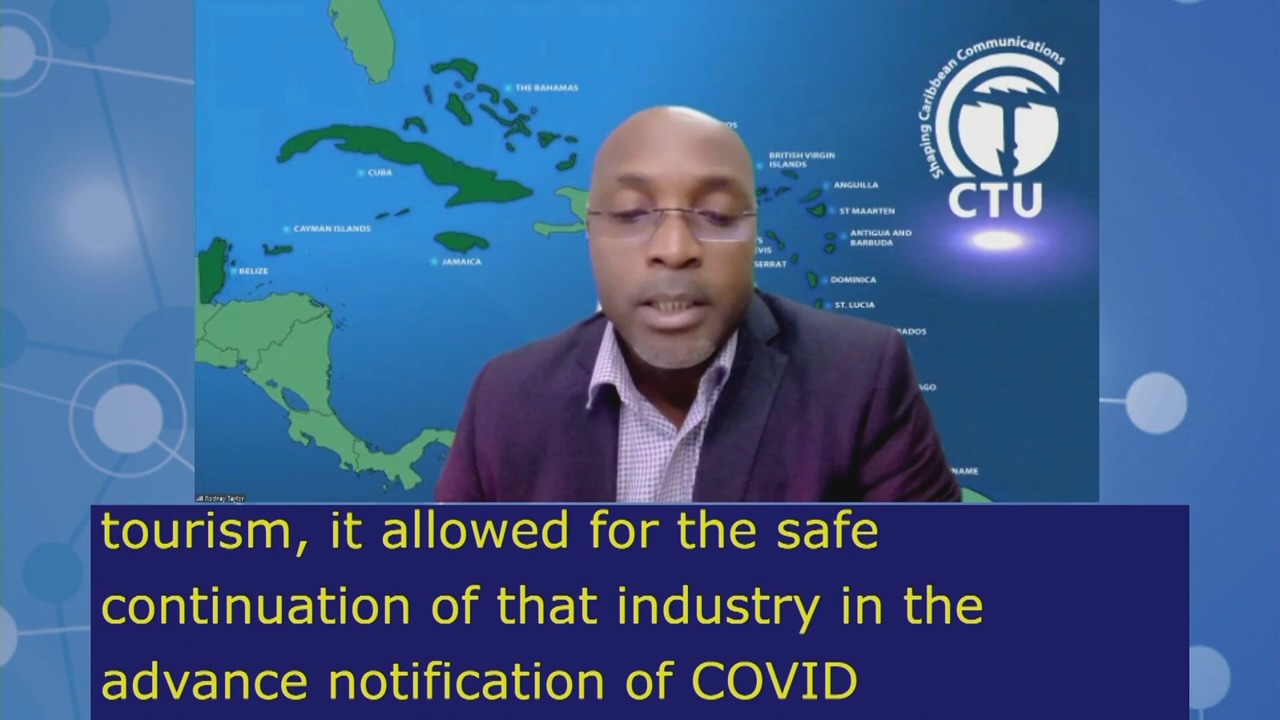 Shaping Caribbean Communications
CTU
THE BAHAMAS
CUBA
CAYMAN ISLANDS
JAMAICA
BELIZE
BRITISH VIRGIN
ISLANDS
ANGUILLA
ST MAARTEN
ANTIGUA AND
BARBUDA
DOMINICA
ST. LUCIA
Rodney Taylor
tourism, it allowed for the safe
continuation of that industry in the
advance notification of COVID